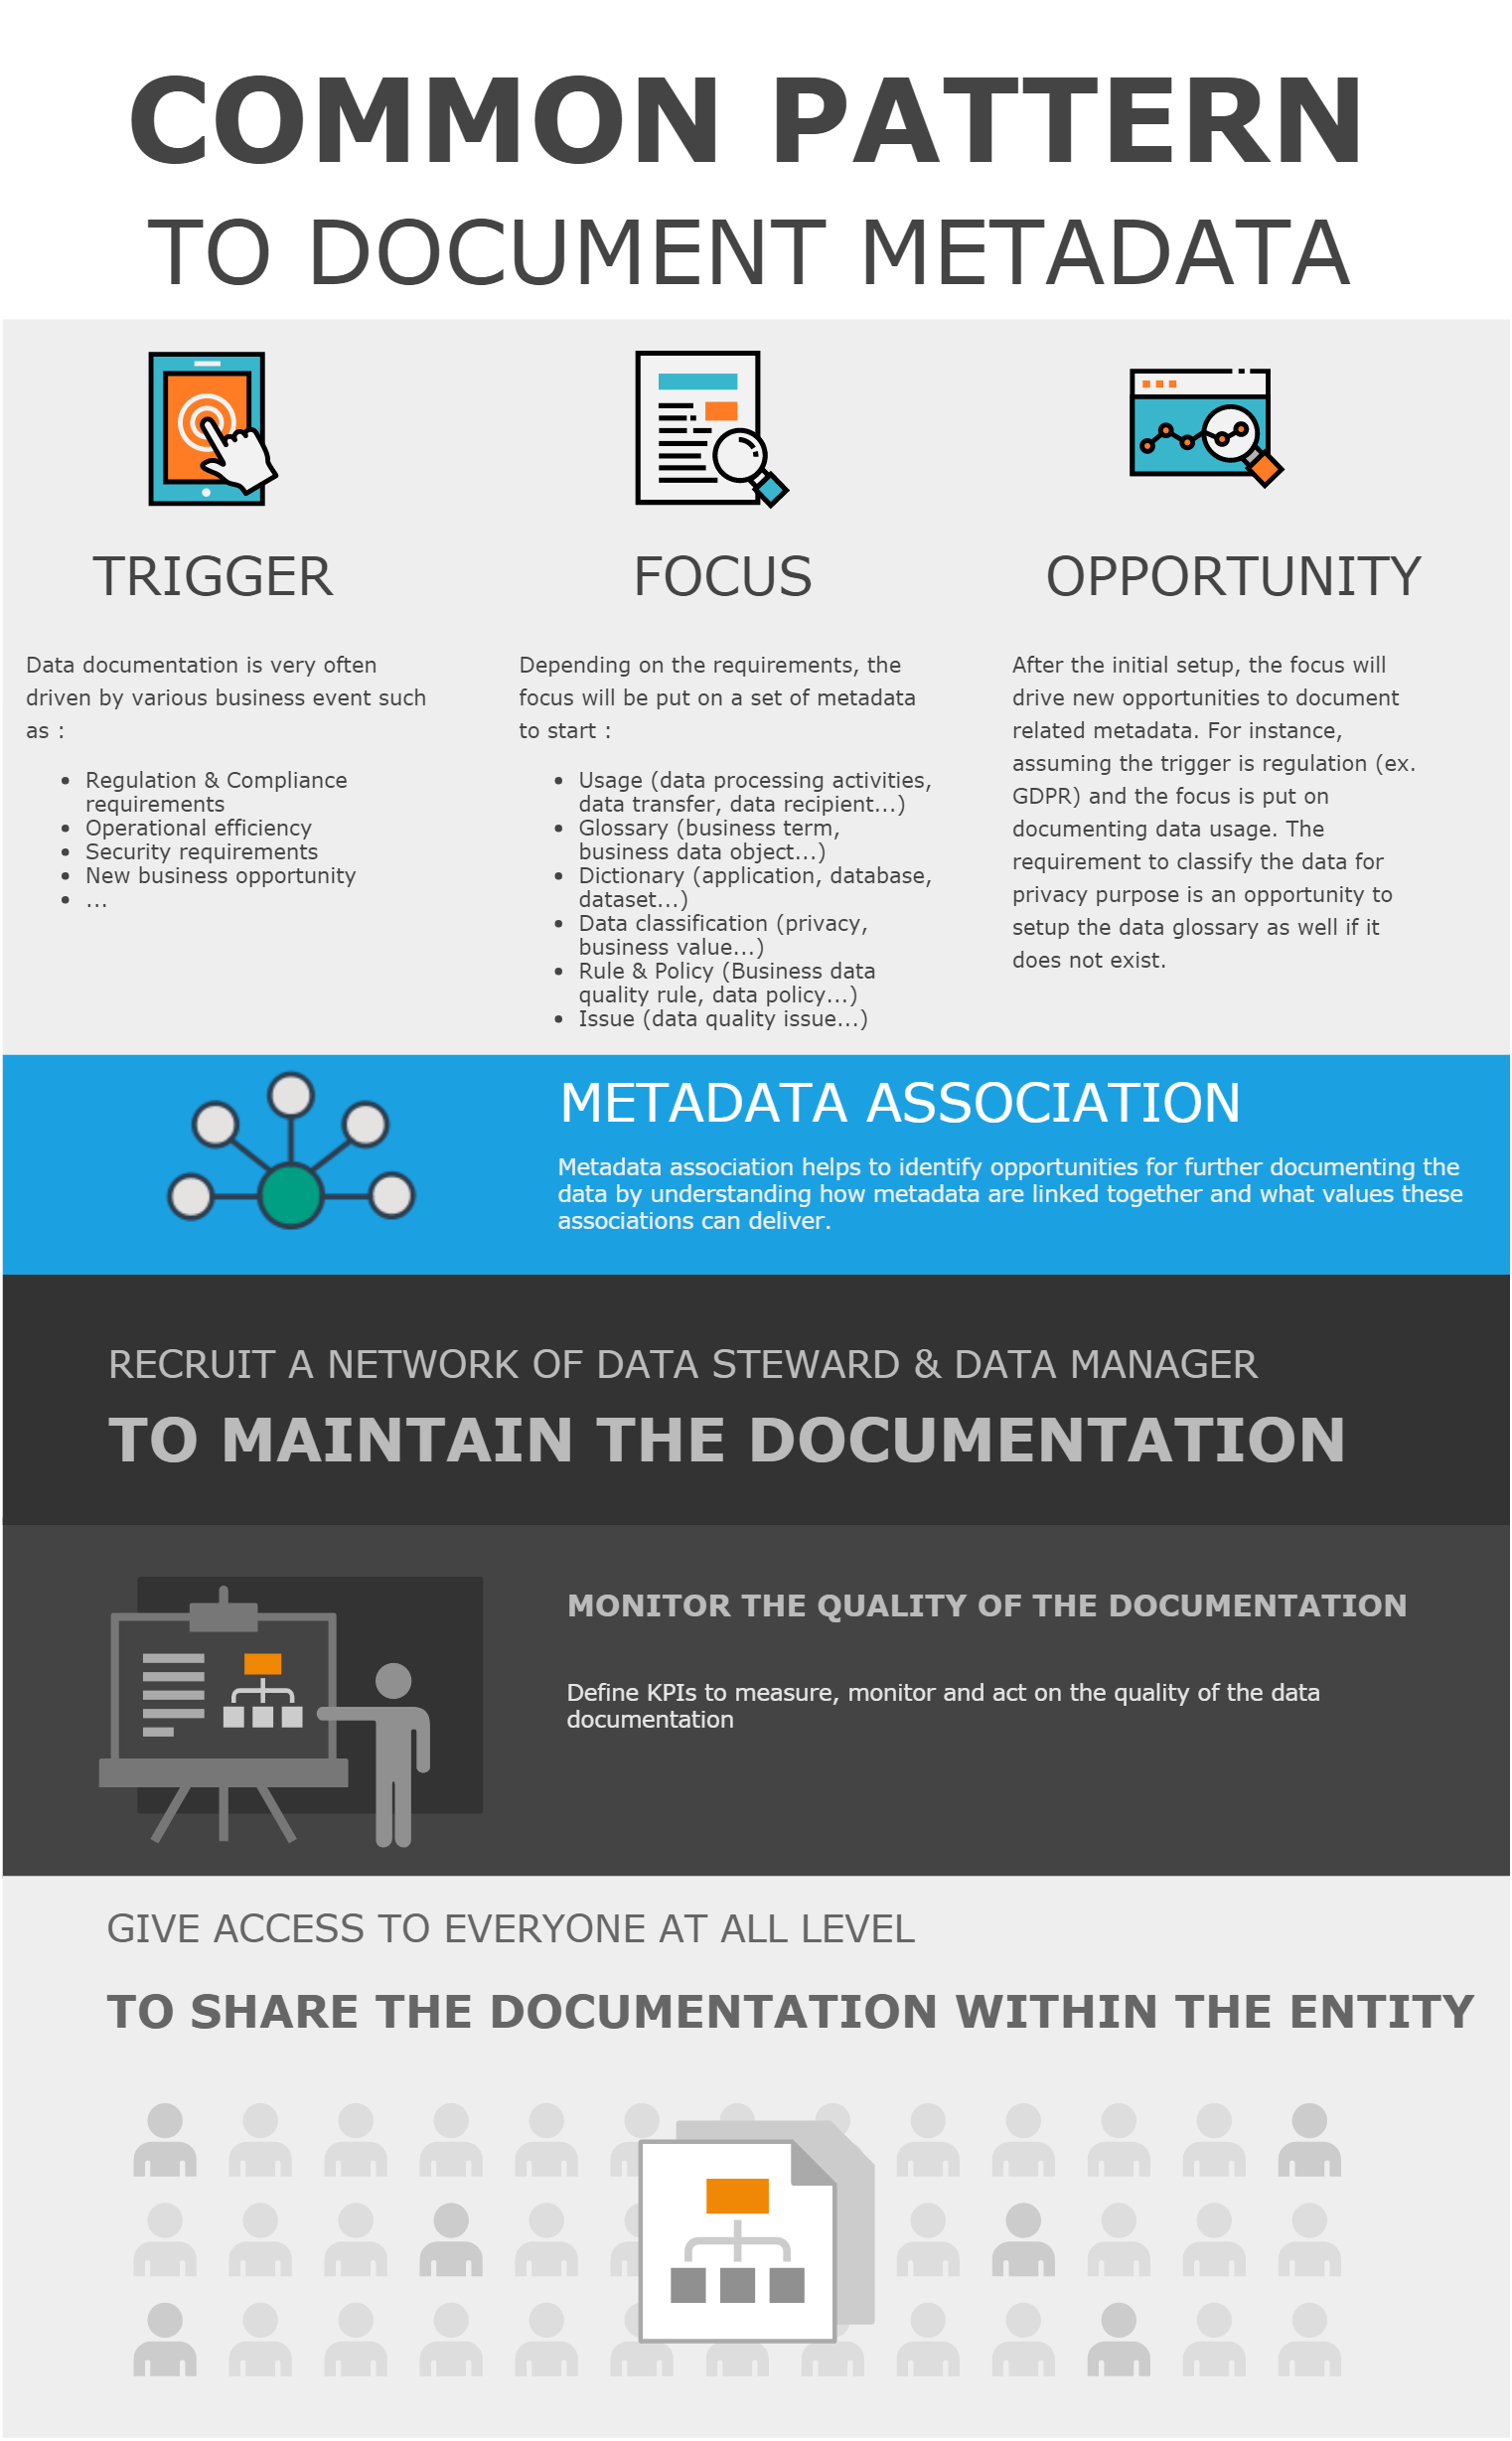 COMMON PATTERN
TO DOCUMENT METADATA
TRIGGER
Data documentation is very often
driven by various business event such
as :
• Regulation & Compliance
requirements
• Operational efficiency
• Security requirements
• New business opportunity
• ...
FOCUS
Depending on the requirements, the
focus will be put on a set of metadata
to start :
• Usage (data processing activities,
data transfer, data recipient...)
• Glossary (business term,
business data object...)
• Dictionary (application, database,
dataset...)
• Data classification (privacy,
business value...)
• Rule & Policy (Business data
quality rule, data policy...)
• Issue (data quality issue...)
OPPORTUNITY
After the initial setup, the focus will
drive new opportunities to document
related metadata. For instance,
assuming the trigger is regulation (ex.
GDPR) and the focus is put on
documenting data usage. The
requirement to classify the data for
privacy purpose is an opportunity to
setup the data glossary as well if it
does not exist.
METADATA ASSOCIATION
Metadata association helps to identify opportunities for further documenting the
data by understanding how metadata are linked together and what values these
associations can deliver.
RECRUIT A NETWORK OF DATA STEWARD & DATA MANAGER
TO MAINTAIN THE DOCUMENTATION
MONITOR THE QUALITY OF THE DOCUMENTATION
Define KPIs to measure, monitor and act on the quality of the data
documentation
GIVE ACCESS TO EVERYONE AT ALL LEVEL
TO SHARE THE DOCUMENTATION WITHIN THE ENTITY